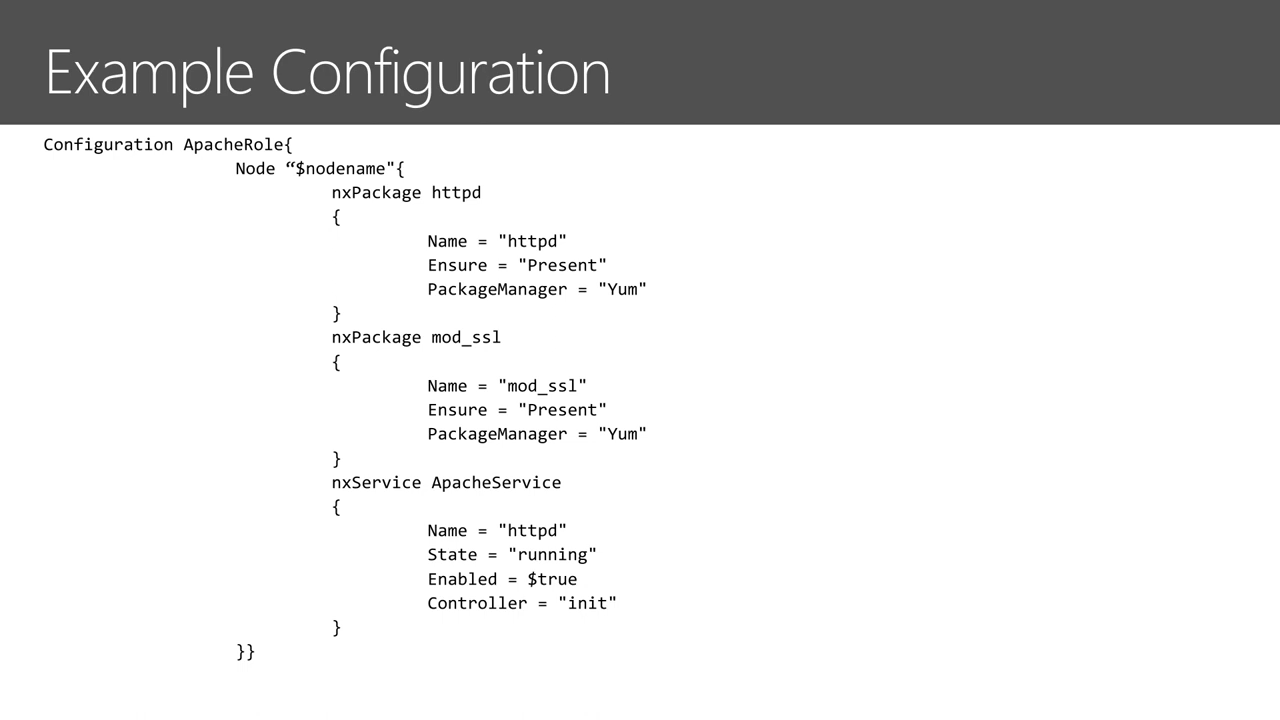 Example Configuration
Configuration ApacheRole{
Node “$nodename"{
nxPackage httpd
{
Name = "httpd"
Ensure = "Present"
PackageManager = "Yum"
}
nxPackage mod_ssl
{
Name = "mod_ssl"
Ensure = "Present"
PackageManager = "Yum"
}
nxService ApacheService
{
Name = "httpd"
State = "running"
Enabled = $true
Controller = "init"
}
}}